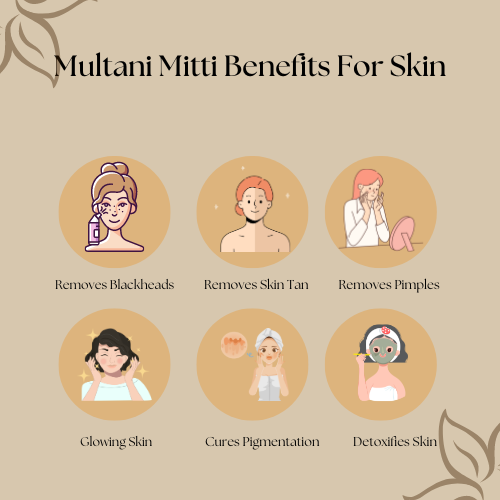 Multani Mitti Benefits For Skin
Removes Blackheads
Removes Skin Tan
Removes Pimples
Glowing Skin
Cures Pigmentation
Detoxifies Skin